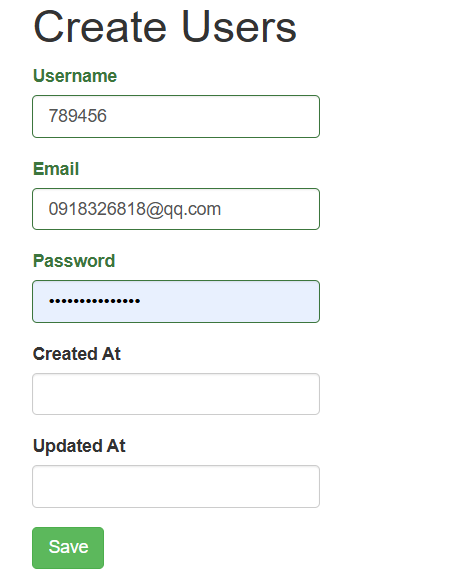 Create Users
Username
789456
Email
0918326818@qq.com
Password
•••••••••••••••
Created At
Updated At
Save